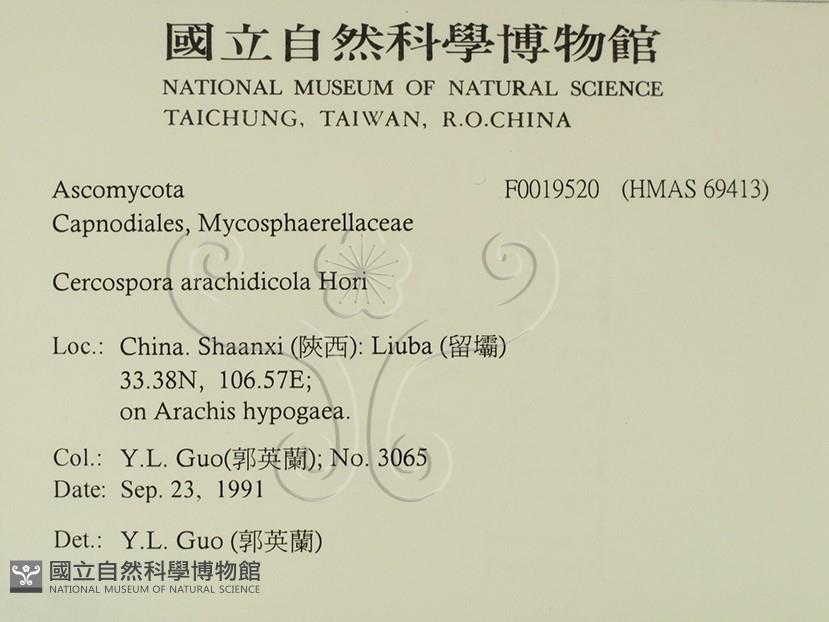 國立自然科學博物館
NATIONAL MUSEUM OF NATURAL SCIENCE
TAICHUNG, TAIWAN, R.O.CHINA
Ascomycota F0019520 (HMAS 69413)
Capnodiales, Mycosphaerellaceae
Cercospora arachidicola Hori
Loc.: China. Shaanxi (陝西): Liuba (留壩)
33.38N, 106.57E;
on Arachis hypogaea.
Col.: Y.L. Guo(郭英蘭); No. 3065
Date: Sep. 23, 1991
Det.: Y.L. Guo (郭英蘭)
國立自然科學博物館
NATIONAL MUSEUM OF NATURAL SCIENCE